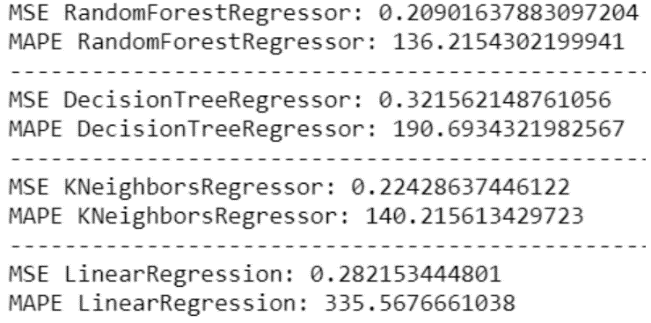 MSE RandomForestRegressor: 0.20901637883097204
MAPE RandomForestRegressor: 136.2154302199941
-----------------------------------------------
MSE DecisionTreeRegressor: 0.321562148761056
MAPE DecisionTreeRegressor: 190.6934321982567
-----------------------------------------------
MSE KNeighborsRegressor: 0.22428637446122
MAPE KNeighborsRegressor: 140.215613429723
-----------------------------------------------
MSE LinearRegression: 0.282153444801
MAPE LinearRegression: 335.5676661038